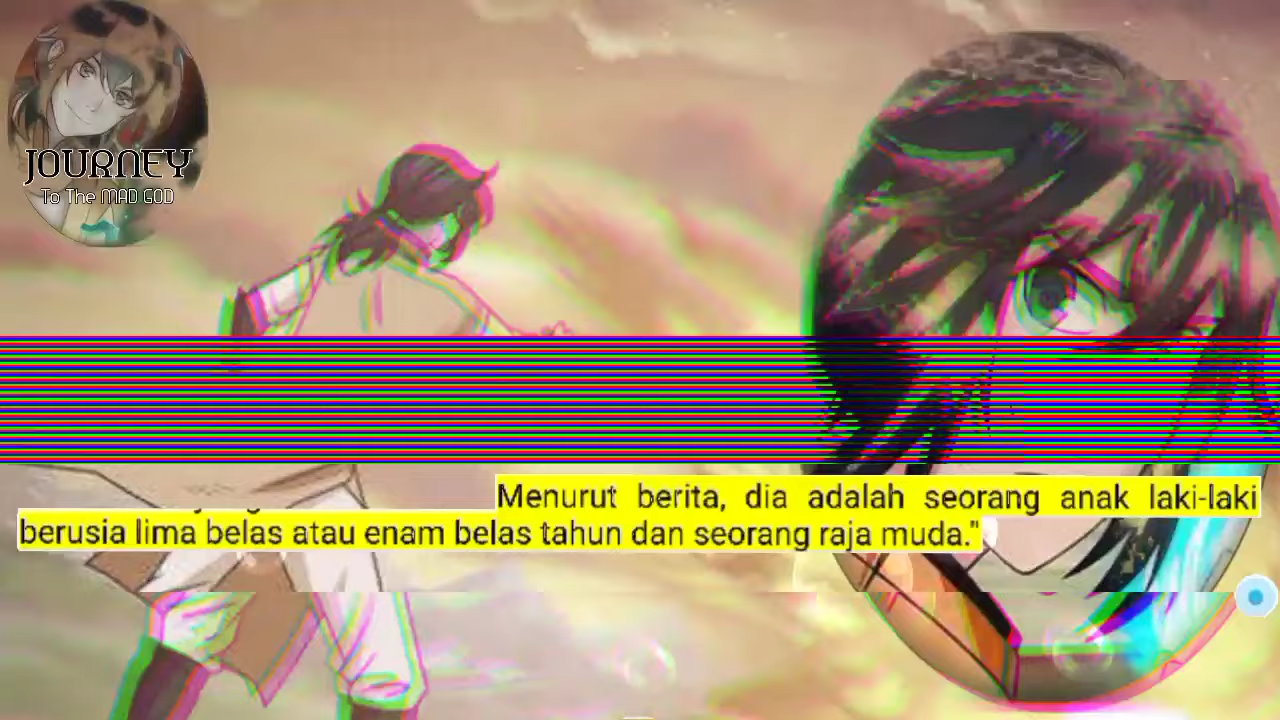 JOURNEY
To The MAD GOD
Menurut berita, dia adalah seorang anak laki-laki
berusia lima belas atau enam belas tahun dan seorang raja muda."